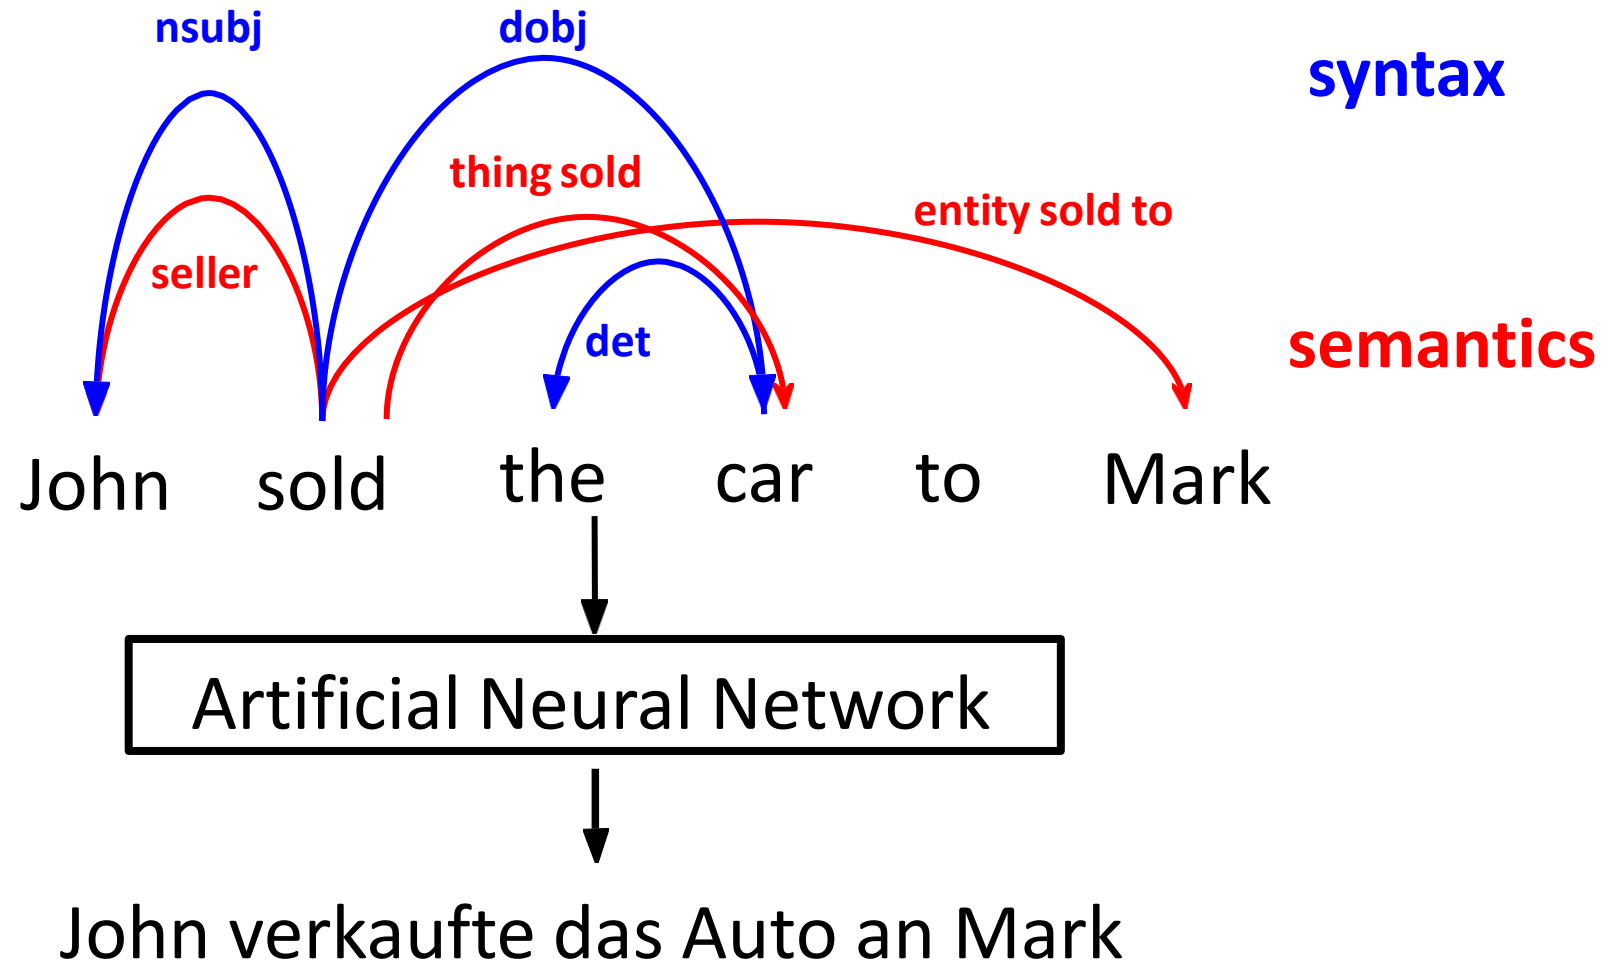 nsubj dobj
syntax
thing sold
entity sold to
seller
det
semantics
John sold the car to Mark
Artificial Neural Network
John verkaufte das Auto an Mark